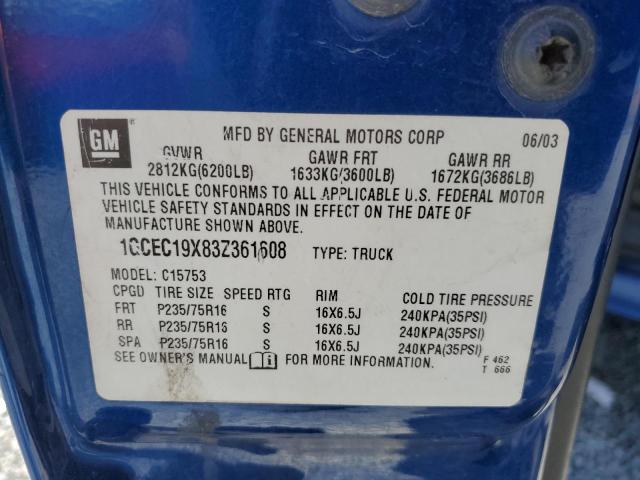 GM
MFD BY GENERAL MOTORS CORP 06/03
GVWR GAWR FRT GAWR RR
2812KG(6200LB) 1633KG(3600LB) 1672KG(3686LB)
THIS VEHICLE CONFORMS TO ALL APPLICABLE U.S. FEDERAL MOTOR
VEHICLE SAFETY STANDARDS IN EFFECT ON THE DATE OF
MANUFACTURE SHOWN ABOVE.
1GCEC19X83Z361608 TYPE: TRUCK
MODEL: C15753
CPGD TIRE SIZE SPEED RTG RIM COLD TIRE PRESSURE
FRT P235/75R16 S 16X6.5J 240KPA(35PSI)
RR P235/75R16 S 16X6.5J 240KPA(35PSI)
SPA P235/75R16 S 16X6.5J 240KPA(35PSI)
SEE OWNER'S MANUAL FOR MORE INFORMATION
F 462
T 666